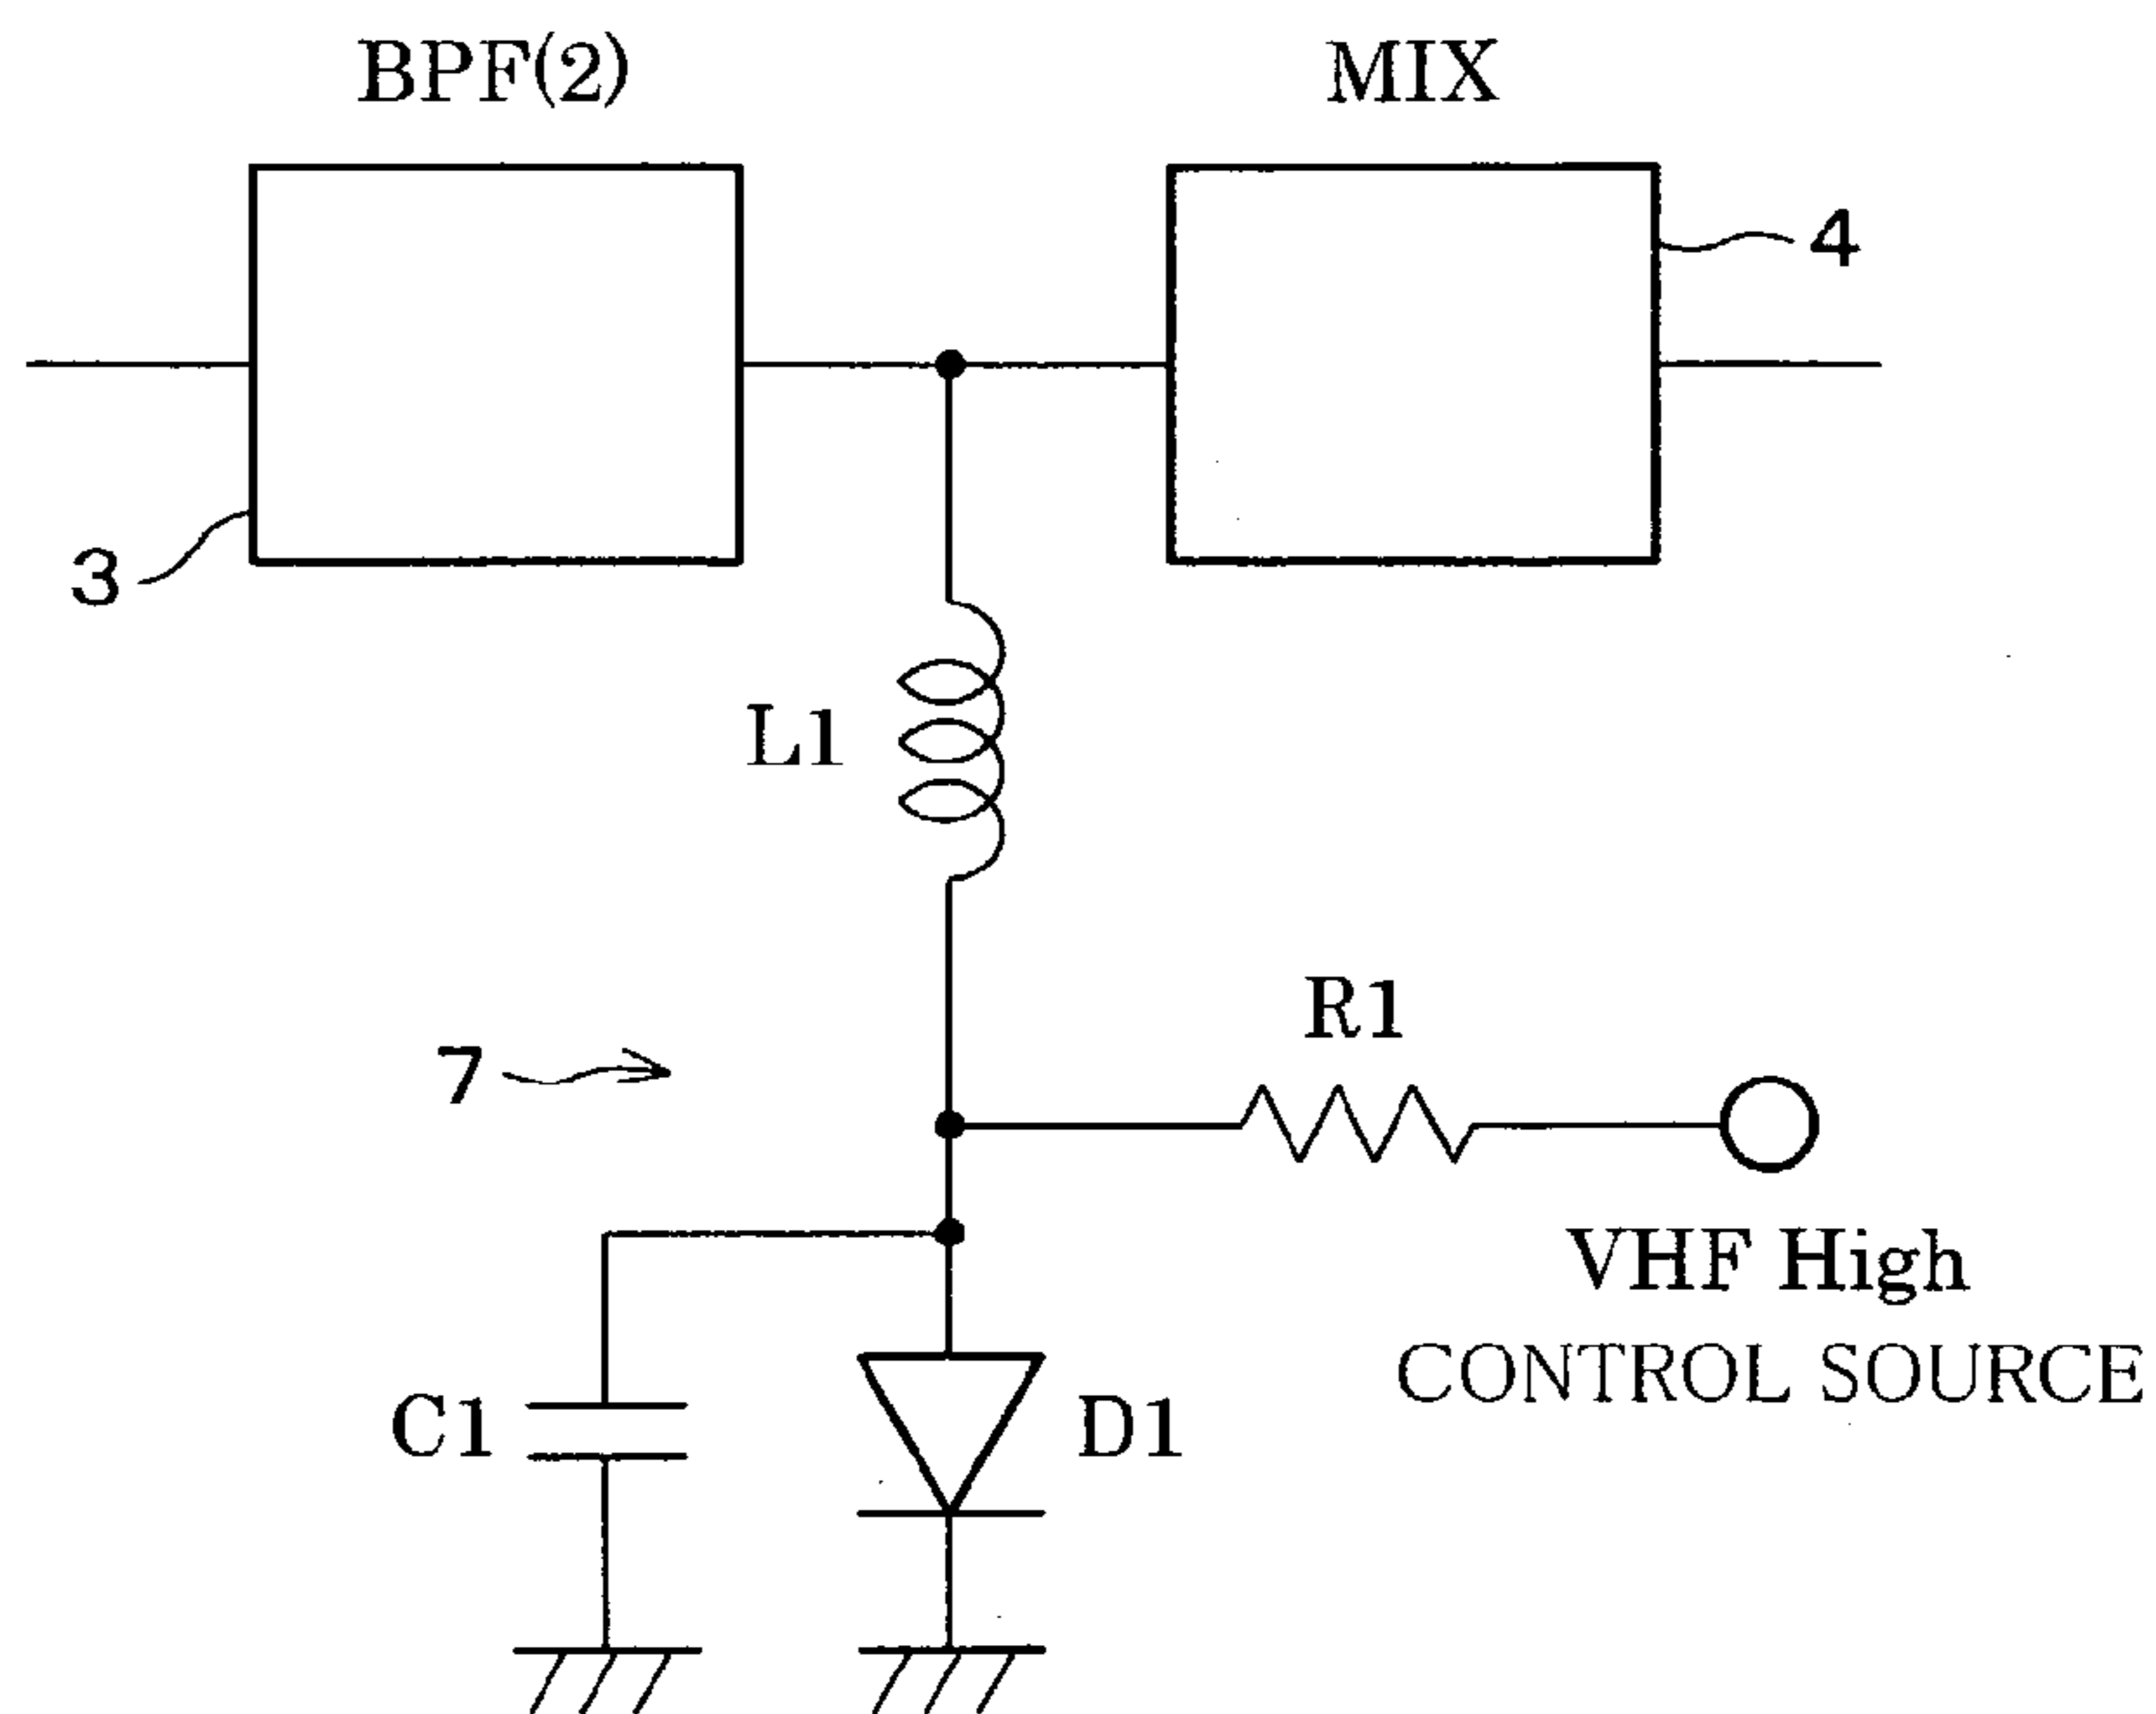 BPF(2)
MIX
4
3
L1
R1
7
VHF High
CONTROL SOURCE
C1
D1